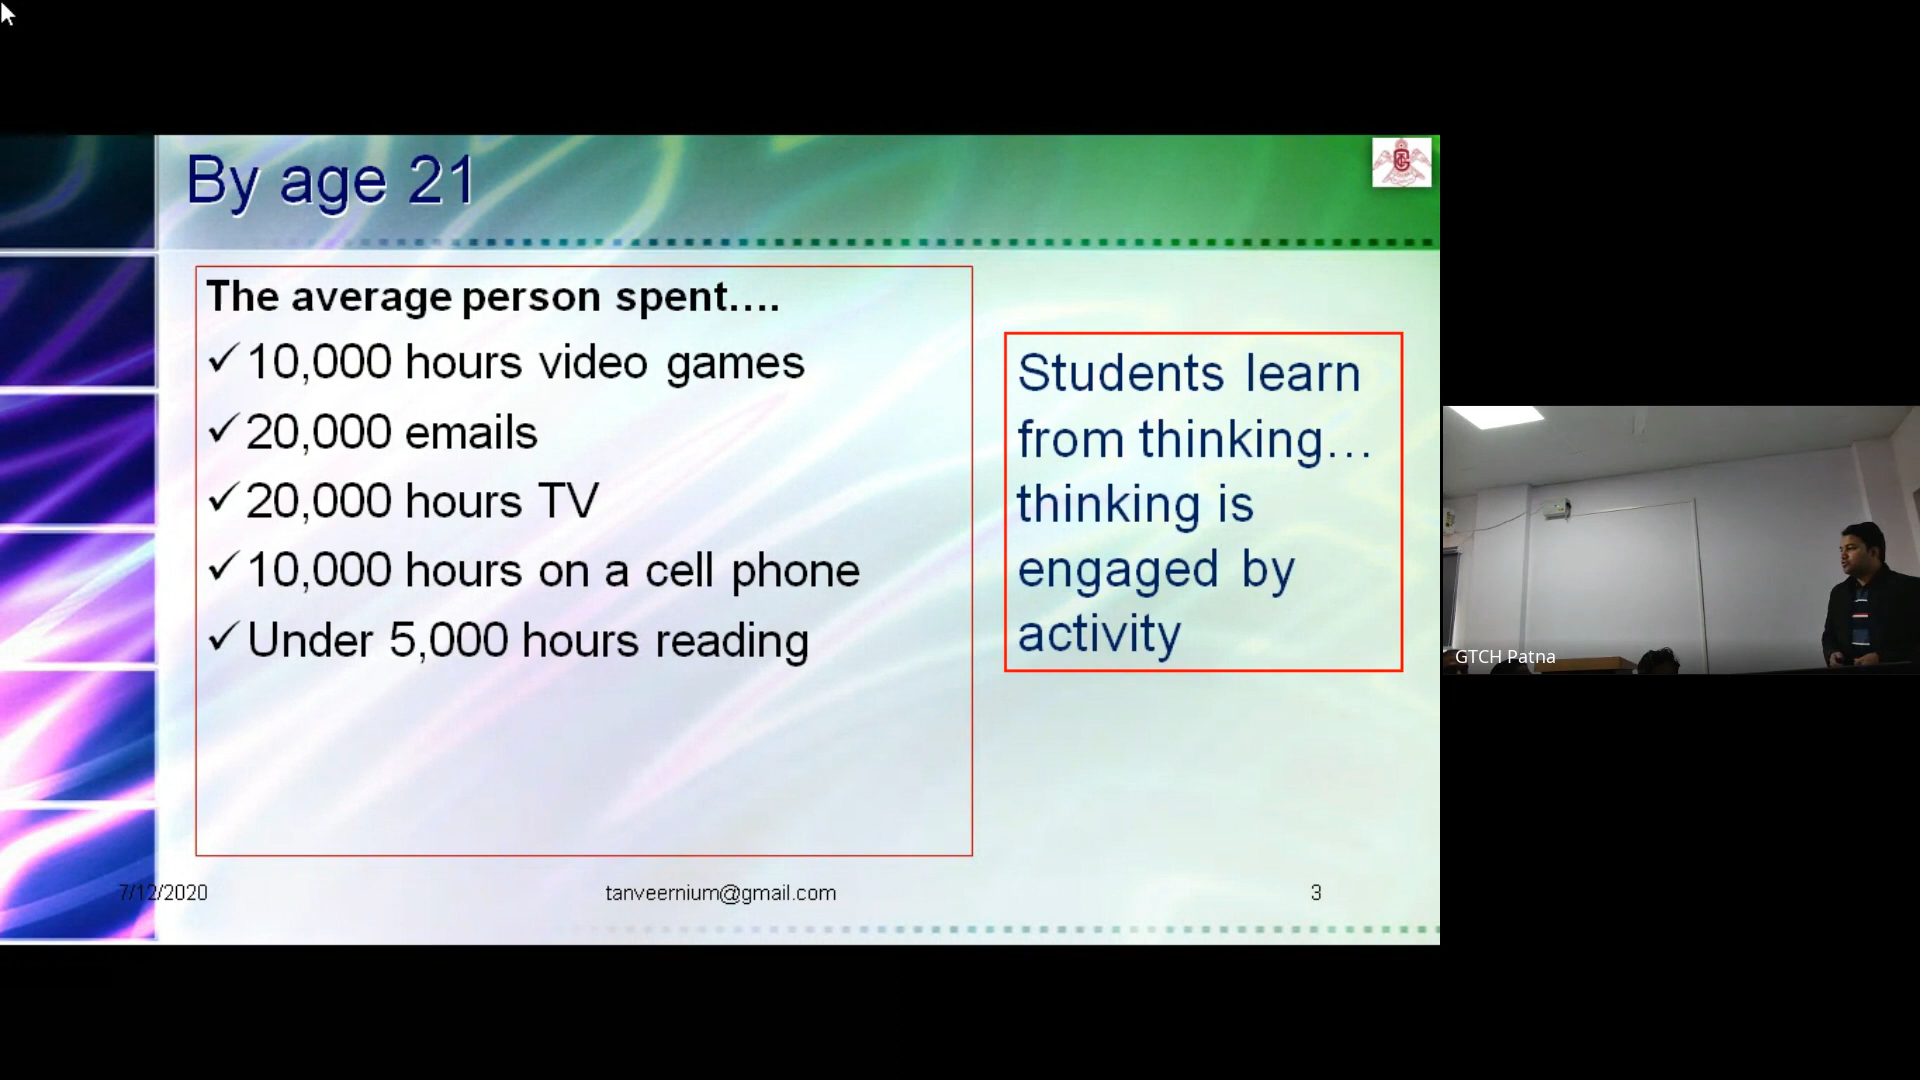 By age 21
The average person spent....
✓10,000 hours video games
✓20,000 emails
✓20,000 hours TV
✓10,000 hours on a cell phone
✓Under 5,000 hours reading
Students learn
from thinking...
thinking is
engaged by
activity
GTCH Patna
7/12/2020
tanveernium@gmail.com
3